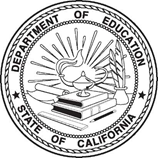 DEPARTMENT OF EDUCATION
STATE OF CALIFORNIA